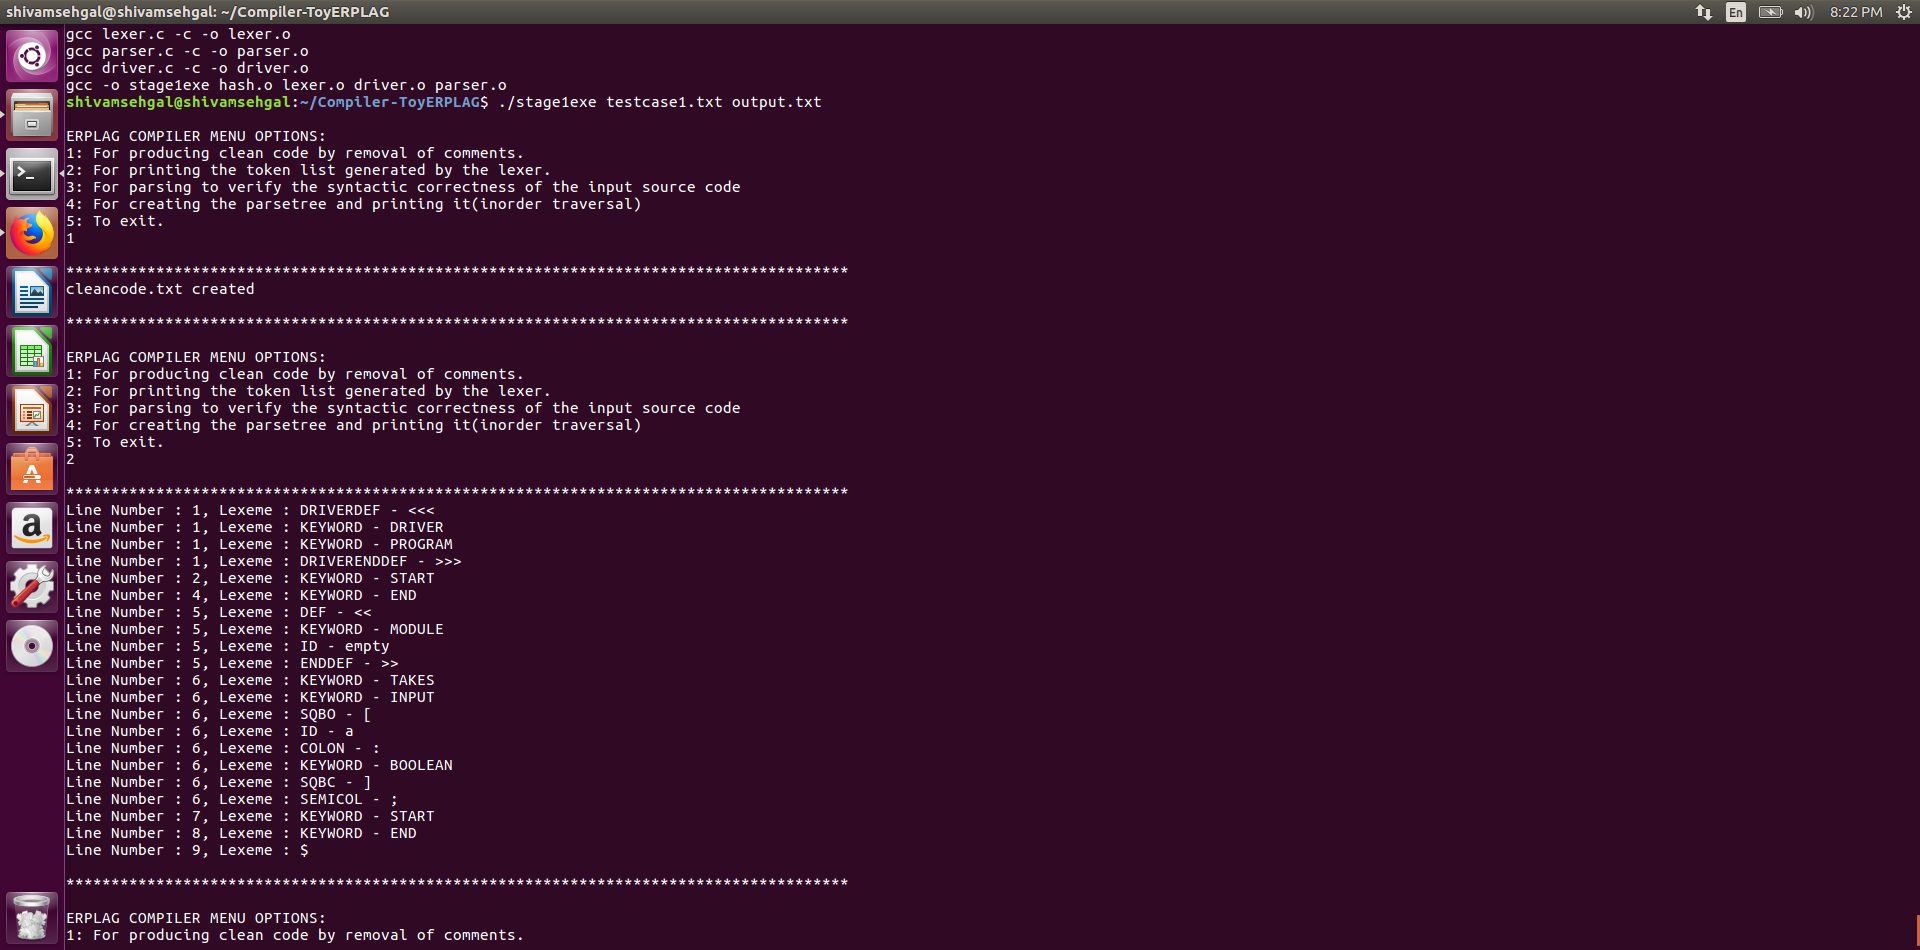 shivamsehgal@shivamsehgal: ~/Compiler-ToyERPLAG
En
8:22 PM
gcc lexer.c -c -o lexer.o
gcc parser.c -c -o parser.o
gcc driver.c -c -o driver.o
gcc -o stage1exe hash.o lexer.o driver.o parser.o
shivamsehgal@shivamsehgal:~/Compiler-ToyERPLAG$ ./stage1exe testcase1.txt output.txt
ERPLAG COMPILER MENU OPTIONS:
1: For producing clean code by removal of comments.
2: For printing the token list generated by the lexer.
3: For parsing to verify the syntactic correctness of the input source code
4: For creating the parsetree and printing it(inorder traversal)
5: To exit.
1
***************************************************************************************
cleancode.txt created
***************************************************************************************
ERPLAG COMPILER MENU OPTIONS:
1: For producing clean code by removal of comments.
2: For printing the token list generated by the lexer.
3: For parsing to verify the syntactic correctness of the input source code
4: For creating the parsetree and printing it(inorder traversal)
5: To exit.
2
***************************************************************************************
Line Number : 1, Lexeme : DRIVERDEF - <<<
Line Number : 1, Lexeme : KEYWORD - DRIVER
Line Number : 1, Lexeme : KEYWORD - PROGRAM
Line Number : 1, Lexeme : DRIVERENDDEF - >>>
Line Number : 2, Lexeme : KEYWORD - START
Line Number : 4, Lexeme : KEYWORD - END
Line Number : 5, Lexeme : DEF - <<
Line Number : 5, Lexeme : KEYWORD - MODULE
Line Number : 5, Lexeme : ID - empty
Line Number : 5, Lexeme : ENDDEF - >>
Line Number : 6, Lexeme : KEYWORD - TAKES
Line Number : 6, Lexeme : KEYWORD - INPUT
Line Number : 6, Lexeme : SQBO - [
Line Number : 6, Lexeme : ID - a
Line Number : 6, Lexeme : COLON - :
Line Number : 6, Lexeme : KEYWORD - BOOLEAN
Line Number : 6, Lexeme : SQBC - ]
Line Number : 6, Lexeme : SEMICOL - ;
Line Number : 7, Lexeme : KEYWORD - START
Line Number : 8, Lexeme : KEYWORD - END
Line Number : 9, Lexeme : $
***************************************************************************************
ERPLAG COMPILER MENU OPTIONS:
1: For producing clean code by removal of comments.